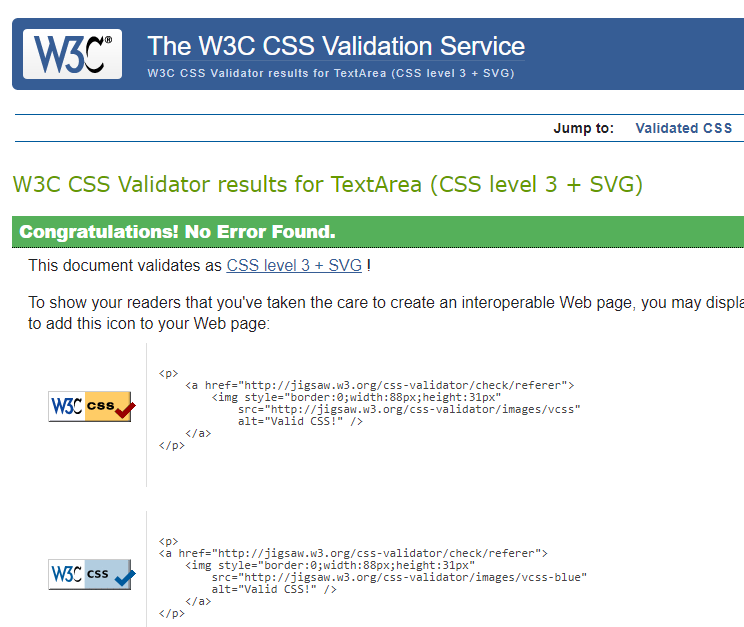 W3C®
The W3C CSS Validation Service
W3C CSS Validator results for TextArea (CSS level 3 + SVG)
Jump to: Validated CSS
W3C CSS Validator results for TextArea (CSS level 3 + SVG)
Congratulations! No Error Found.
This document validates as CSS level 3 + SVG !
To show your readers that you've taken the care to create an interoperable Web page, you may
to add this icon to your Web page:
W3C css
<p>
<a href="http://jigsaw.w3.org/css-validator/check/referer">
<img style="border:0;width:88px;height:31px"
src="http://jigsaw.w3.org/css-validator/images/vcss"
alt="Valid CSS!" />
</a>
</p>
W3C css
<p>
<a href="http://jigsaw.w3.org/css-validator/check/referer">
<img style="border:0;width:88px;height:31px"
src="http://jigsaw.w3.org/css-validator/images/vcss-blue"
alt="Valid CSS!" />
</a>
</p>